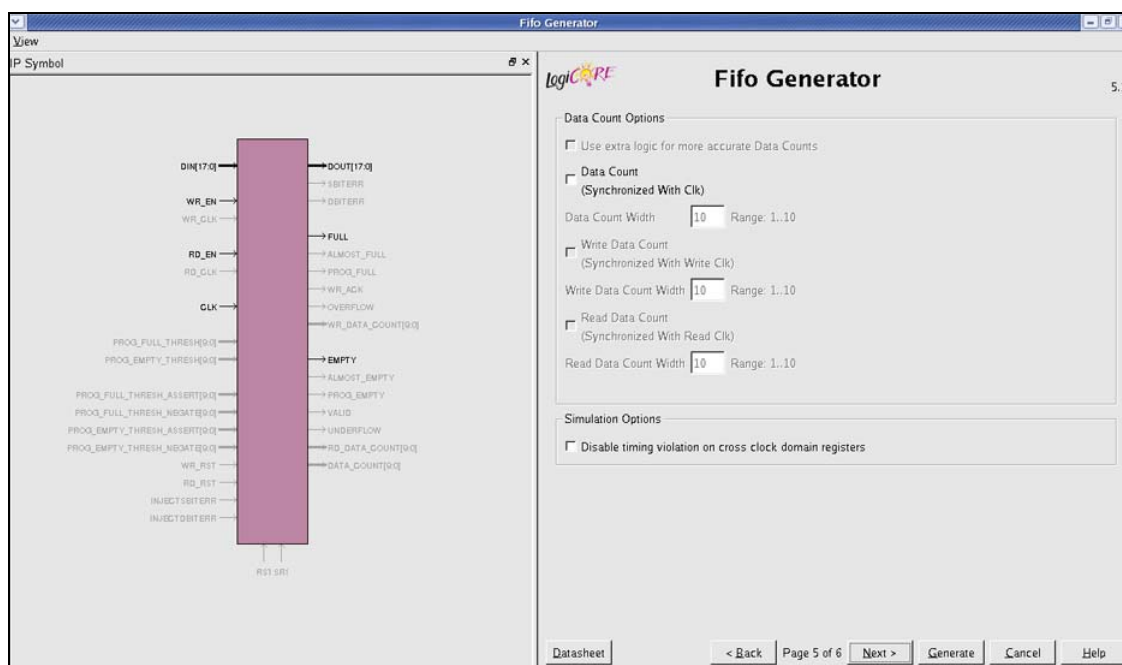 Fifo Generator
View
IP Symbol
DIN[17:0]
WR_EN
WR_CLK
RD_EN
RD_CLK
CLK
PROG_FULL_THRESH[9:0]
PROG_EMPTY_THRESH[9:0]
PROG_FULL_THRESH_ASSERT[9:0]
PROG_FULL_THRESH_NEGATE[9:0]
PROG_EMPTY_THRESH_ASSERT[9:0]
PROG_EMPTY_THRESH_NEGATE[9:0]
WR_RST
RD_RST
INJECTSBITERR
INJECTDBITERR
DOUT[17:0]
SBITERR
DBITERR
FULL
ALMOST_FULL
PROG_FULL
WR_ACK
OVERFLOW
WR_DATA_COUNT[9:0]
EMPTY
ALMOST_EMPTY
PROG_EMPTY
VALID
UNDERFLOW
RD_DATA_COUNT[9:0]
DATA_COUNT[9:0]
RST
LogiCORE
Fifo Generator
5.
Data Count Options
Use extra logic for more accurate Data Counts
Data Count
(Synchronized With Clk)
Data Count Width 10 Range: 1..10
Write Data Count
(Synchronized With Write Clk)
Write Data Count Width 10 Range: 1..10
Read Data Count
(Synchronized With Read Clk)
Read Data Count Width 10 Range: 1..10
Simulation Options
Disable timing violation on cross clock domain registers
Datasheet < Back Page 5 of 6 Next > Generate Cancel Help